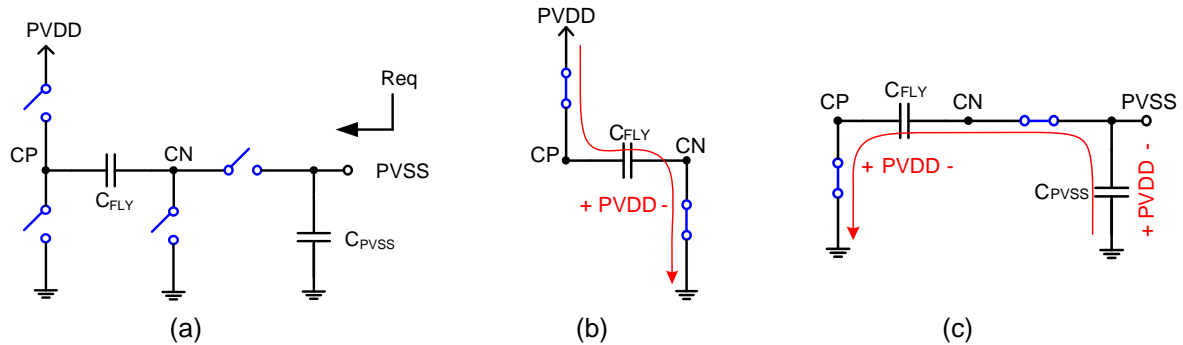 PVDD
Req
CP
CN
PVSS
CFLY
CPVSS
(a)
PVDD
CFLY
CP
CN
+ PVDD -
(b)
CFLY
CP
CN
PVSS
+ PVDD -
CPVSS
+ PVDD -
(c)